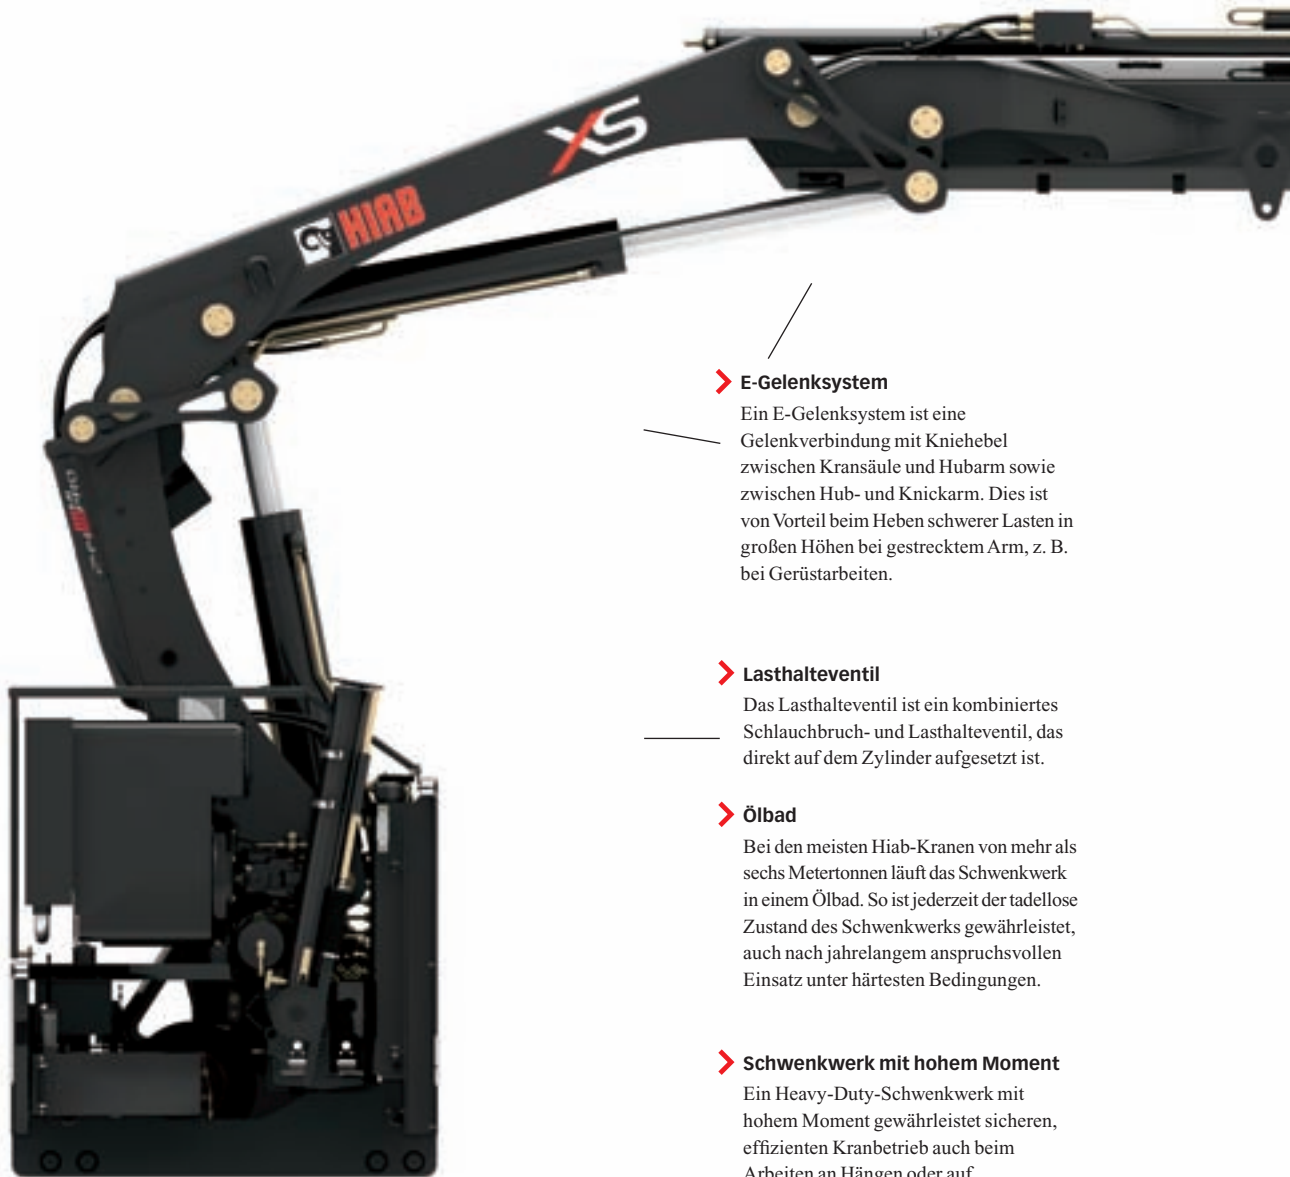 XS
HIAB
E-Gelenksystem
Ein E-Gelenksystem ist eine
Gelenkverbindung mit Kniehebel
zwischen Kransäule und Hubarm sowie
zwischen Hub- und Knickarm. Dies ist
von Vorteil beim Heben schwerer Lasten in
großen Höhen bei gestrecktem Arm, z. B.
bei Gerüstarbeiten.
Lasthalteventil
Das Lasthalteventil ist ein kombiniertes
Schlauchbruch- und Lasthalteventil, das
direkt auf dem Zylinder aufgesetzt ist.
Ölbad
Bei den meisten Hiab-Kranen von mehr als
sechs Metertonnen läuft das Schwenkwerk
in einem Ölbad. So ist jederzeit der tadellose
Zustand des Schwenkwerks gewährleistet,
auch nach jahrelangem anspruchsvollen
Einsatz unter härtesten Bedingungen.
Schwenkwerk mit hohem Moment
Ein Heavy-Duty-Schwenkwerk mit
hohem Moment gewährleistet sicheren,
effizienten Kranbetrieb auch beim
Arbeiten an Hängen oder auf